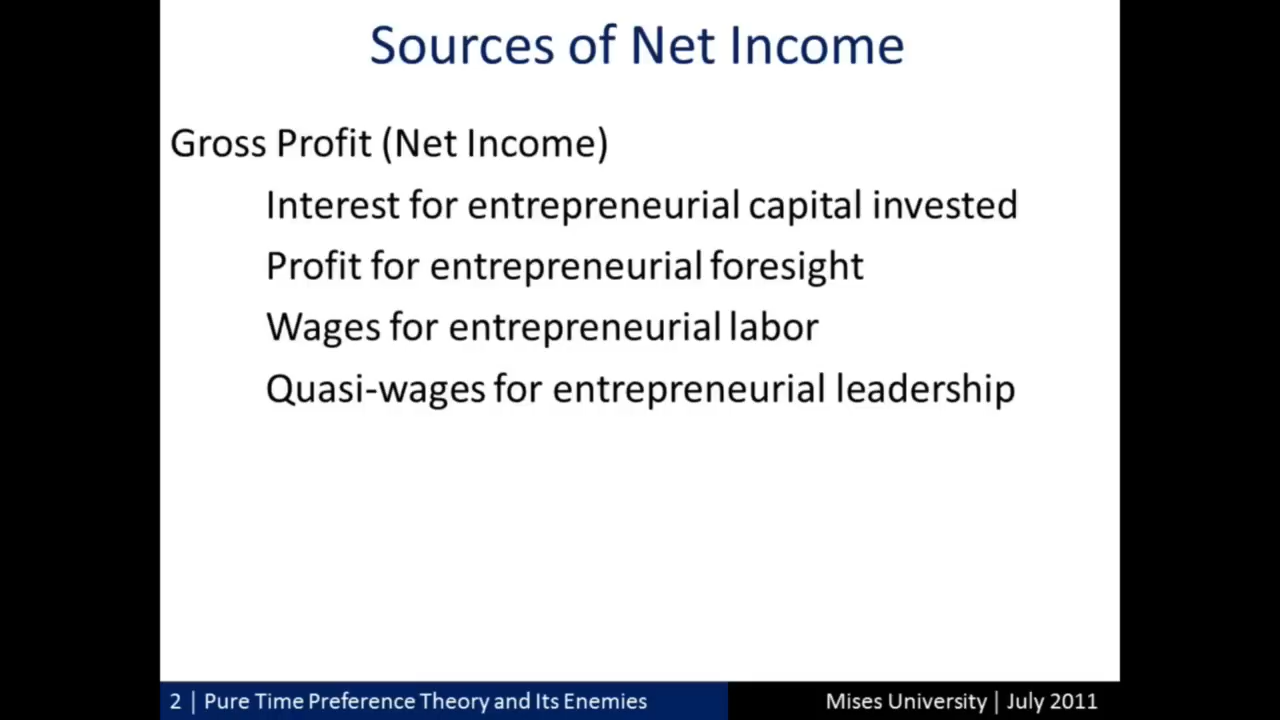 Sources of Net Income
Gross Profit (Net Income)
Interest for entrepreneurial capital invested
Profit for entrepreneurial foresight
Wages for entrepreneurial labor
Quasi-wages for entrepreneurial leadership
2 | Pure Time Preference Theory and Its Enemies
Mises University | July 2011